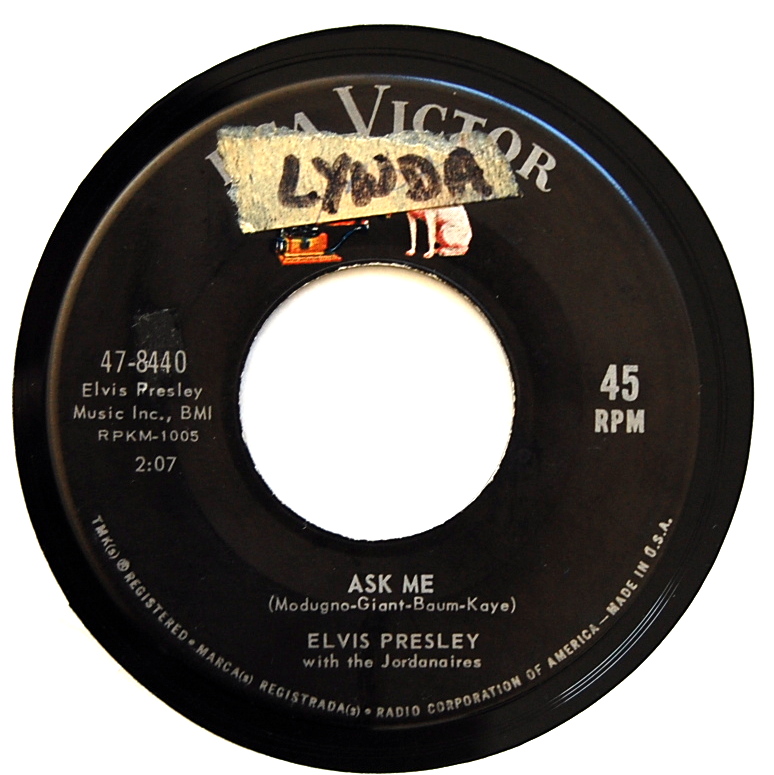 RCA VICTOR
LYNDA
47-8440
Elvis Presley
Music Inc., BMI
RPKM-1005
2:07
45
RPM
ASK ME
(Modugno-Giant-Baum-Kaye)
ELVIS PRESLEY
with the Jordanaires
TMK(s) ® REGISTERED • MARCA(s) REGISTRADA(s) • RADIO CORPORATION OF AMERICA—MADE IN U.S.A.